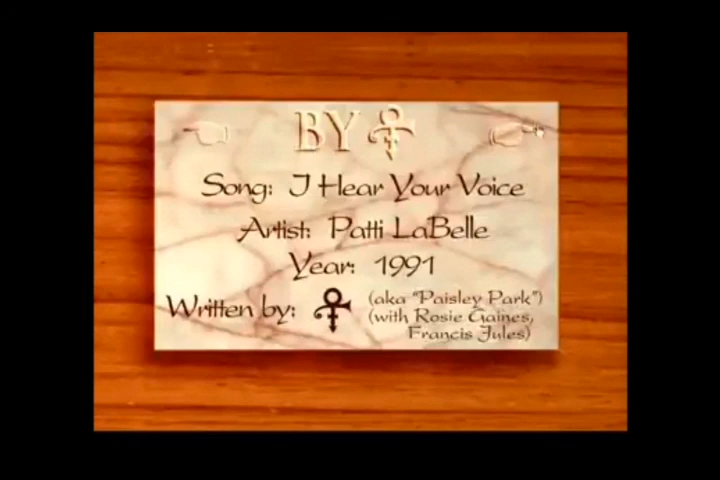 BY
Song: I Hear Your Voice
Artist: Patti LaBelle
Year: 1991
Written by: (aka "Paisley Park")
(with Rosie Gaines,
Francis Jules)